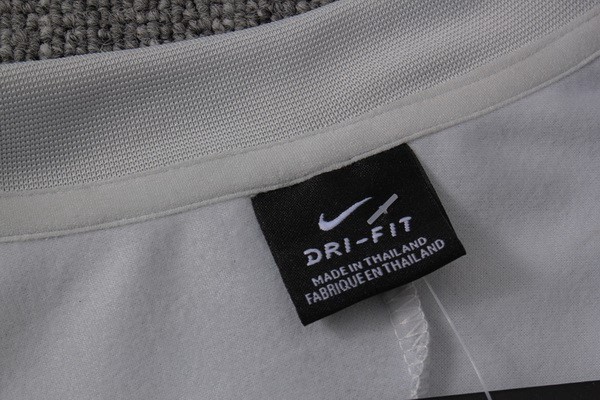 DRI-FIT
MADE IN THAILAND
FABRIQUE EN THAILAND